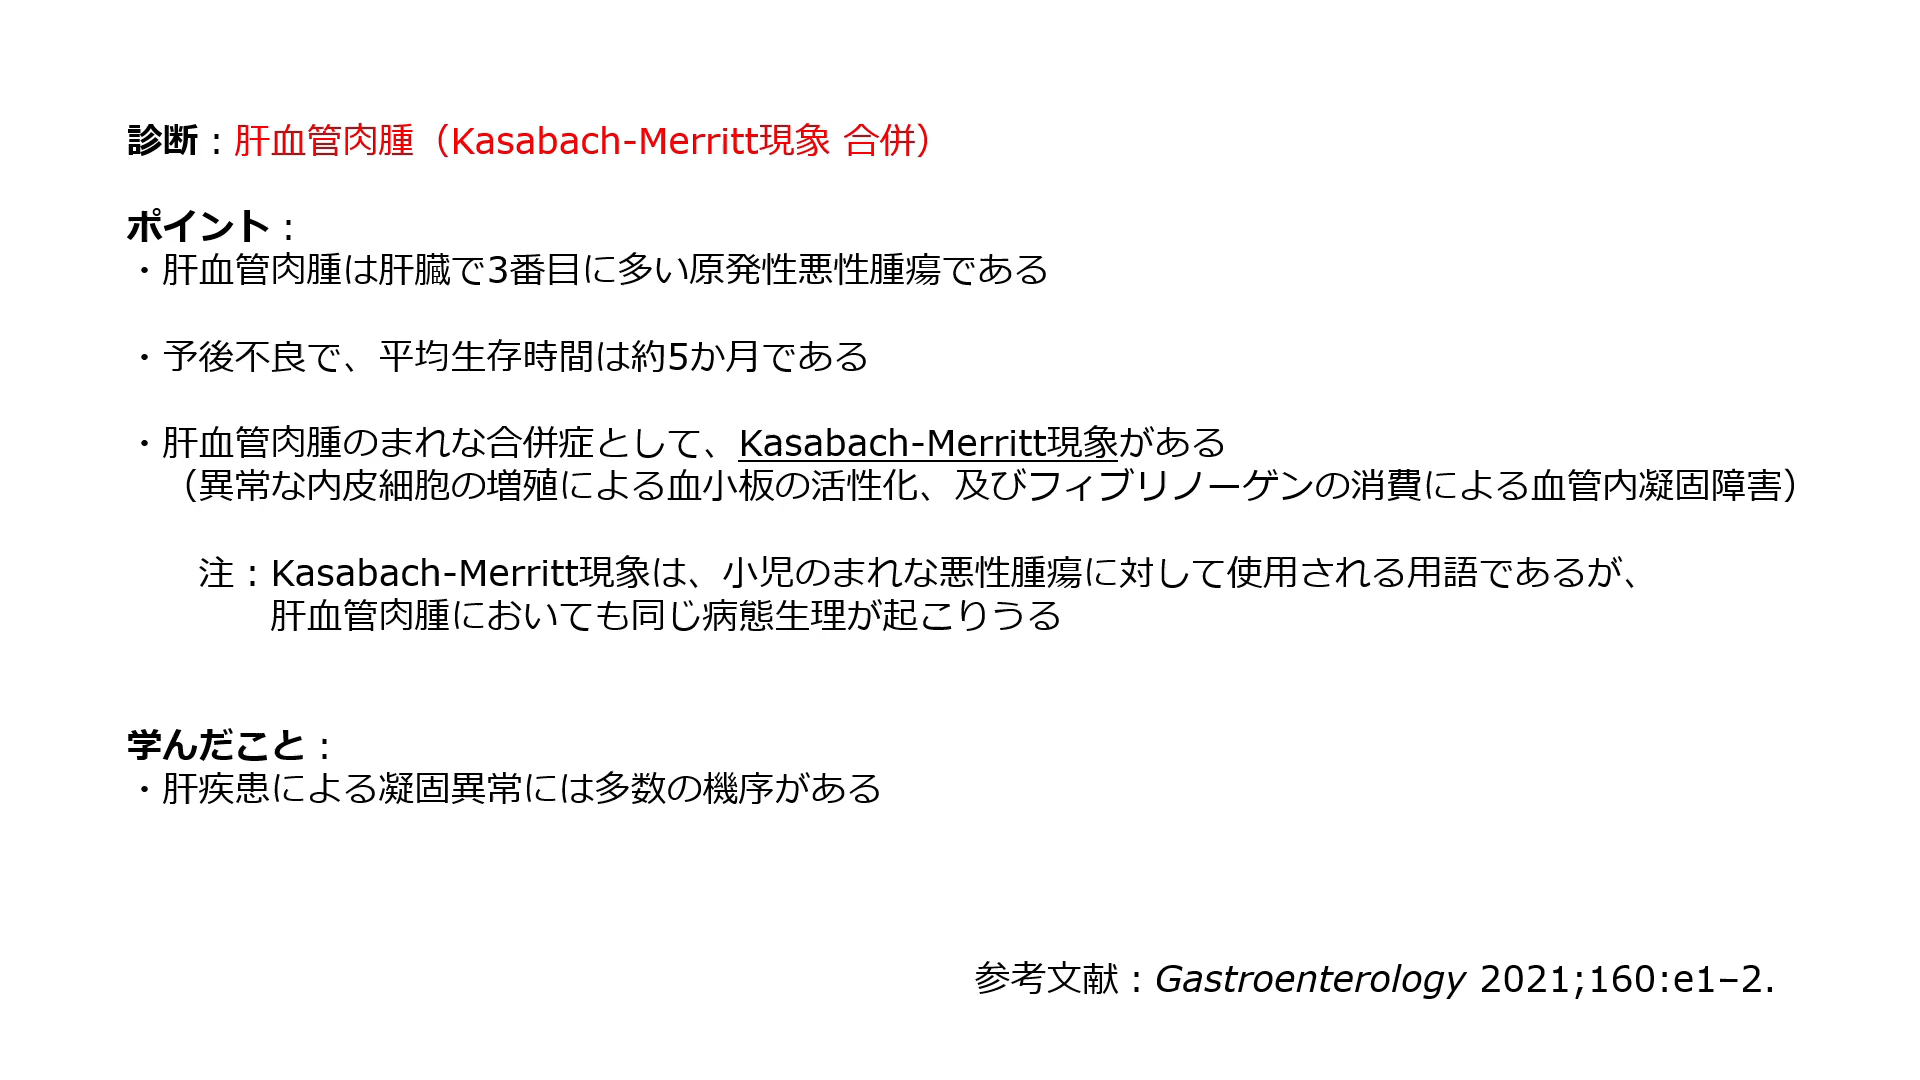 診断：肝血管肉腫（Kasabach-Merritt現象 合併）
ポイント：
・肝血管肉腫は肝臓で3番目に多い原発性悪性腫瘍である
・予後不良で、平均生存時間は約5か月である
・肝血管肉腫のまれな合併症として、Kasabach-Merritt現象がある
（異常な内皮細胞の増殖による血小板の活性化、及びフィブリノーゲンの消費による血管内凝固障害）
注：Kasabach-Merritt現象は、小児のまれな悪性腫瘍に対して使用される用語であるが、
肝血管肉腫においても同じ病態生理が起こりうる
学んだこと：
・肝疾患による凝固異常には多数の機序がある
参考文献：Gastroenterology 2021;160:e1–2.